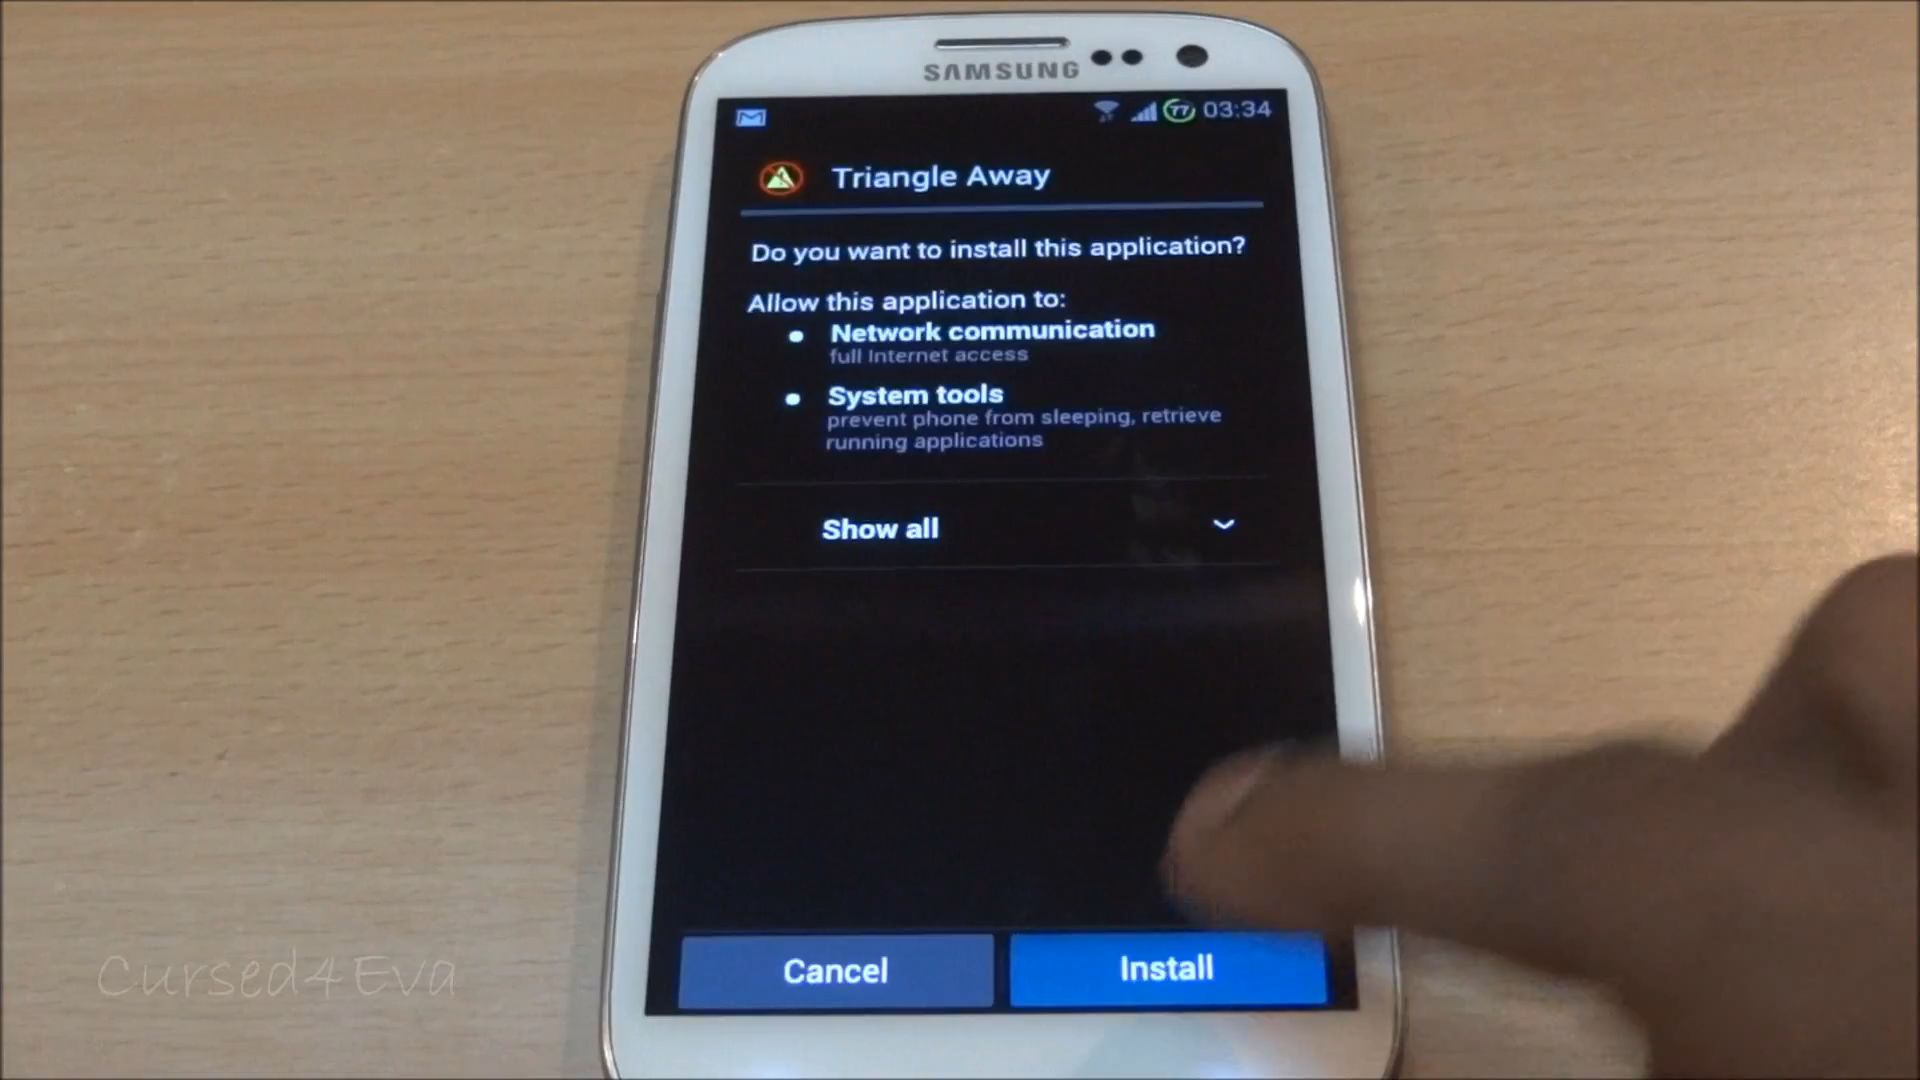 SAMSUNG
77 03:34
Triangle Away
Do you want to install this application?
Allow this application to:
Network communication
full Internet access
System tools
prevent phone from sleeping, retrieve
running applications
Show all
Cancel
Install
Cursed4Eva